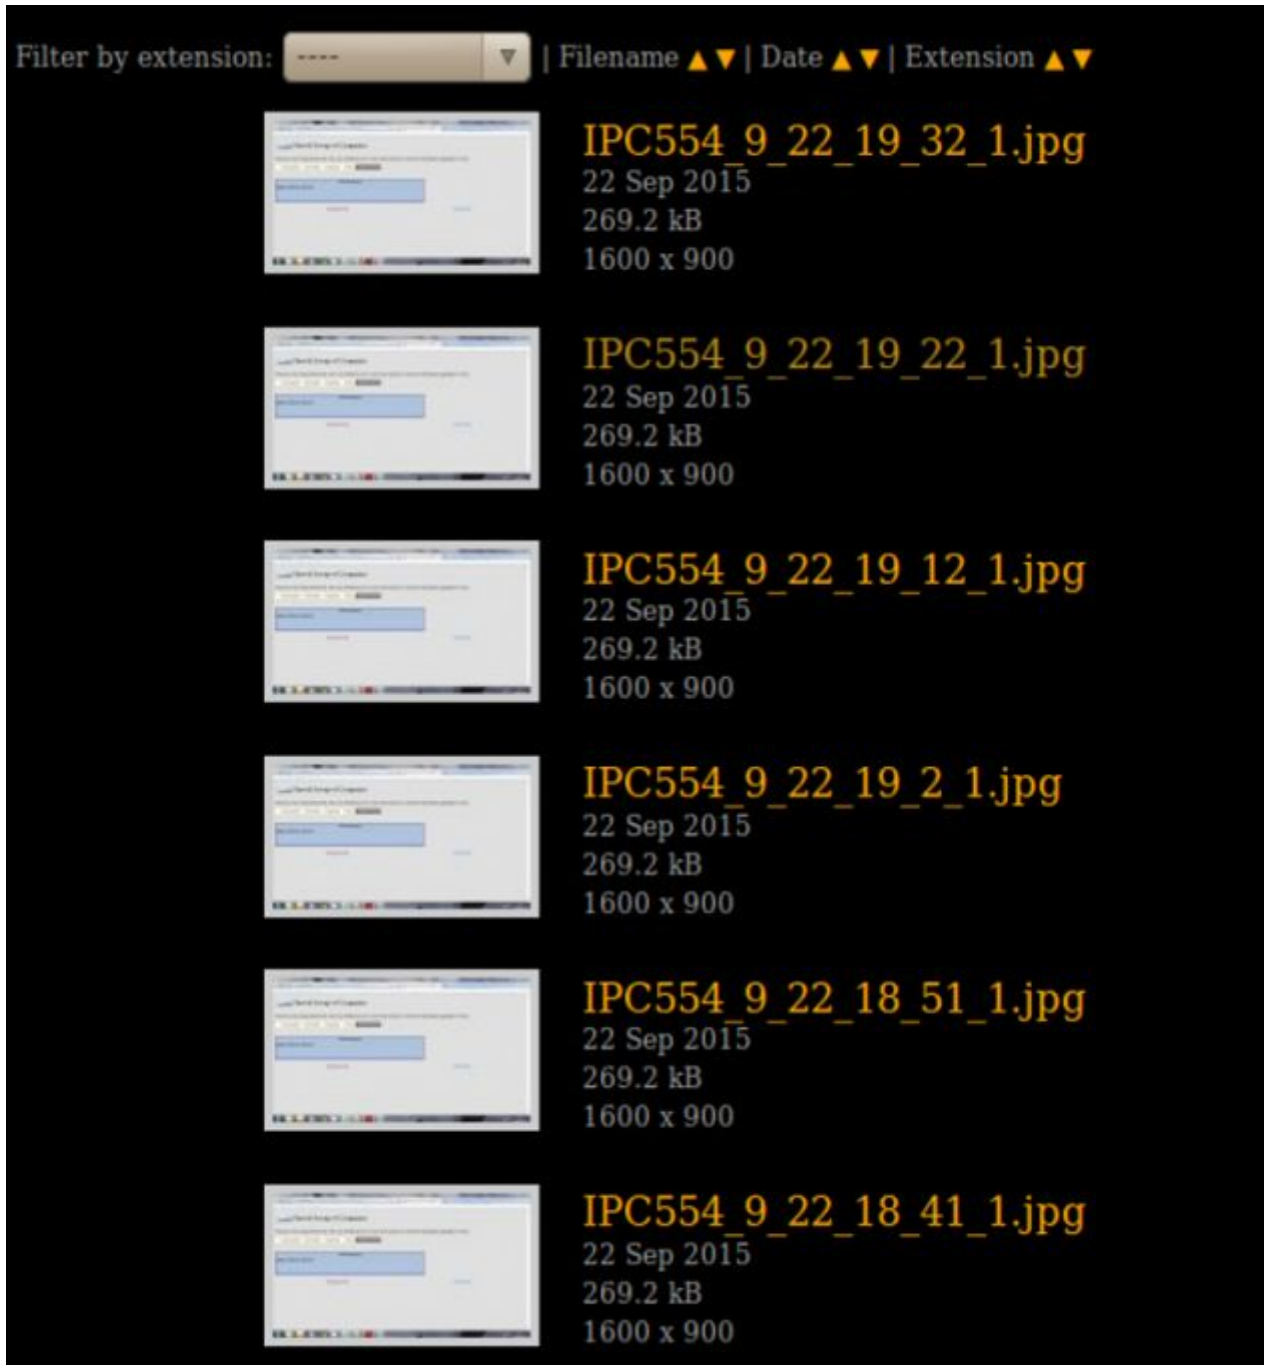 Filter by extension: ---- ▼ | Filename ▲ ▼ | Date ▲ ▼ | Extension ▲ ▼
IPC554_9_22_19_32_1.jpg
22 Sep 2015
269.2 kB
1600 x 900
IPC554_9_22_19_22_1.jpg
22 Sep 2015
269.2 kB
1600 x 900
IPC554_9_22_19_12_1.jpg
22 Sep 2015
269.2 kB
1600 x 900
IPC554_9_22_19_2_1.jpg
22 Sep 2015
269.2 kB
1600 x 900
IPC554_9_22_18_51_1.jpg
22 Sep 2015
269.2 kB
1600 x 900
IPC554_9_22_18_41_1.jpg
22 Sep 2015
269.2 kB
1600 x 900